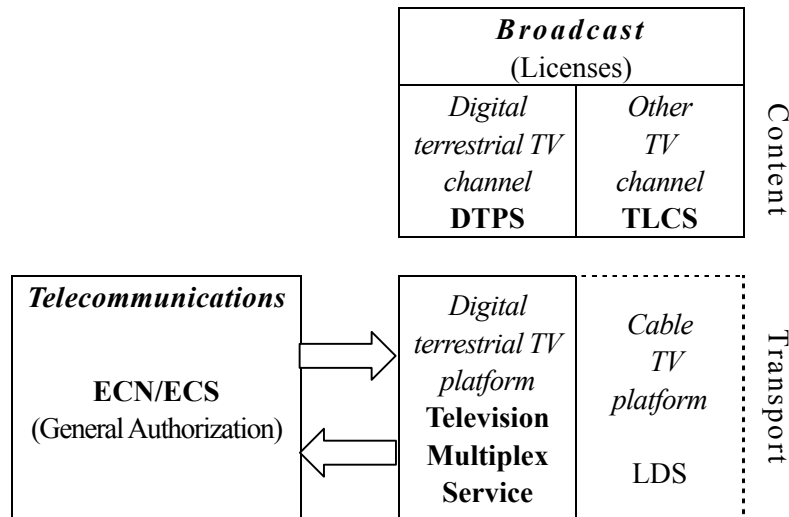 Broadcast
(Licenses)
Digital
terrestrial TV
channel
DTPS
Other
TV
channel
TLCS
Content
Telecommunications
ECN/ECS
(General Authorization)
Digital
terrestrial TV
platform
Television
Multiplex
Service
Cable
TV
platform
LDS
Transport